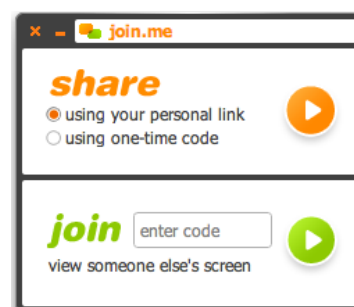 join.me
share
using your personal link
using one-time code
join enter code
view someone else's screen